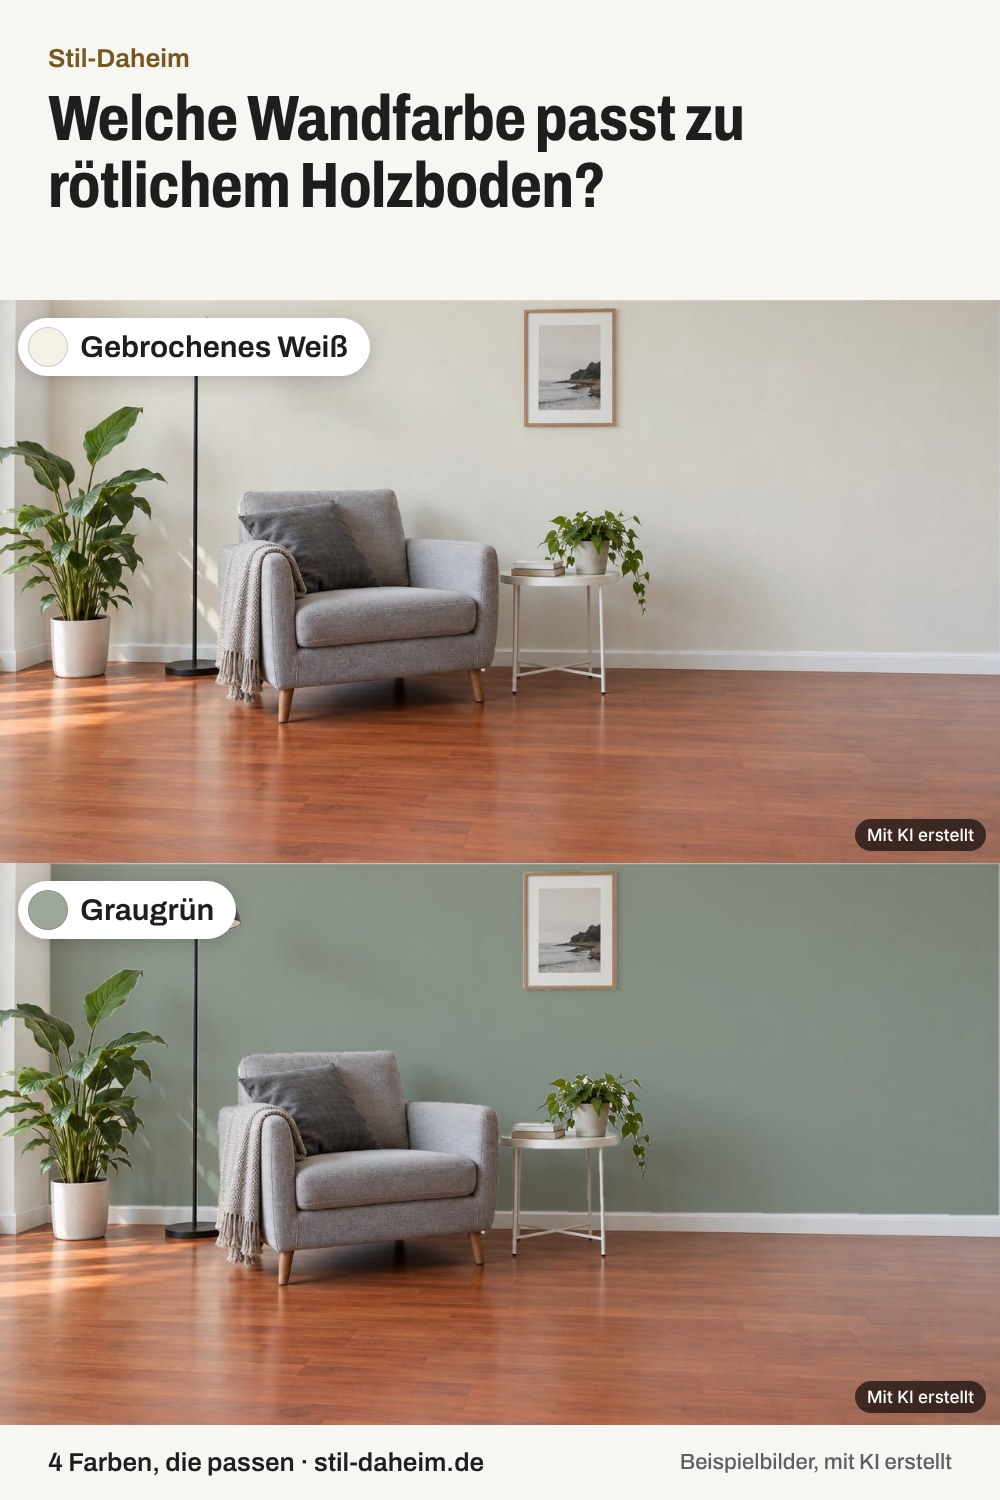 Stil-Daheim
Welche Wandfarbe passt zu
rötlichem Holzboden?
Gebrochenes Weiß
Mit KI erstellt
Graugrün
Mit KI erstellt
4 Farben, die passen · stil-daheim.de
Beispielbilder, mit KI erstellt